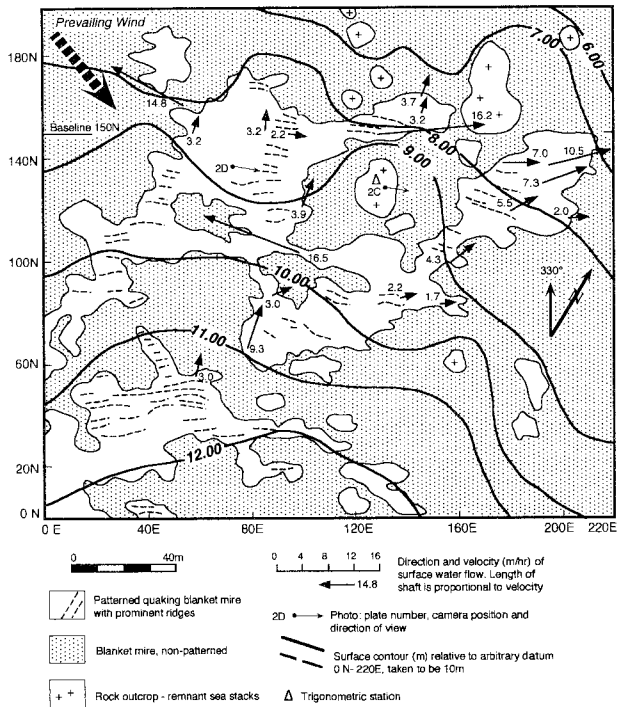 Prevailing Wind
180N
Baseline 150N
140N
100N
60N
20N
0 N
0 E
40E
80E
120E
160E
200E
220E
14.8
3.2
3.2
2.2
3.7
3.2
16.2
7.00
6.00
8.00
9.00
7.0
10.5
7.3
5.5
2.0
2D
2C
3.9
16.5
4.3
10.00
3.0
2.2
1.7
330°
N
11.00
3.0
9.3
12.00
0
40m
0 4 8 12 16
14.8
Direction and velocity (m/hr) of
surface water flow. Length of
shaft is proportional to velocity
Patterned quaking blanket mire
with prominent ridges
2D
Photo: plate number, camera position and
direction of view
Blanket mire, non-patterned
Surface contour (m) relative to arbitrary datum
0 N- 220E, taken to be 10m
Rock outcrop - remnant sea stacks
Trigonometric station